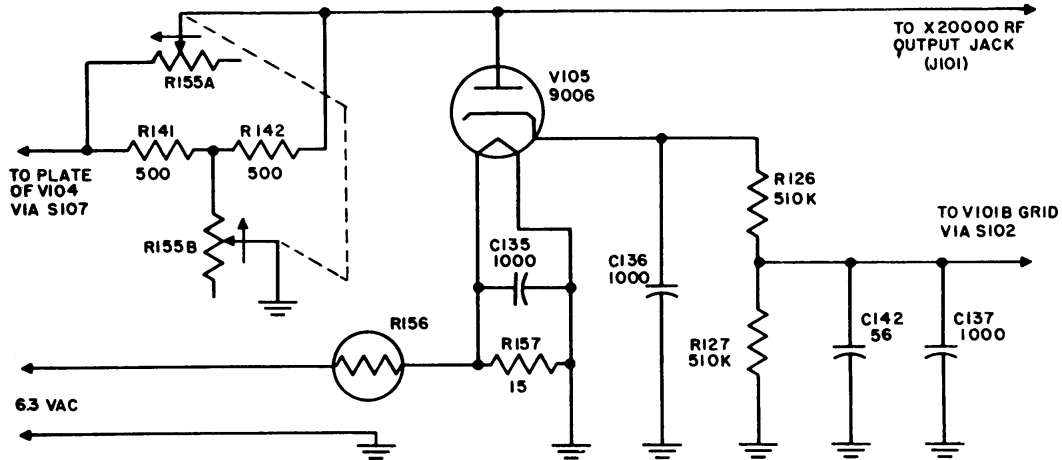 TO X20000 RF
OUTPUT JACK
(J101)
R155A
V105
9006
R141
500
R142
500
TO PLATE
OF V104
VIA S107
R126
510K
R155B
C135
1000
C136
1000
TO V101B GRID
VIA S102
R156
R157
15
R127
510K
C142
56
C137
1000
6.3 VAC